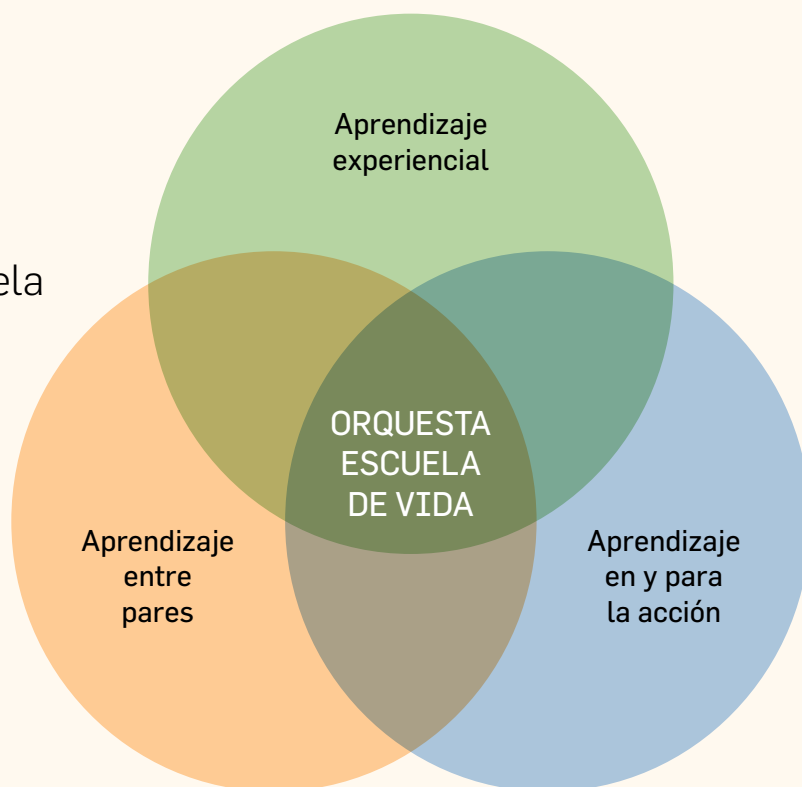 Aprendizaje
experiencial
ela
ORQUESTA
ESCUELA
DE VIDA
Aprendizaje
entre
pares
Aprendizaje
en y para
la acción